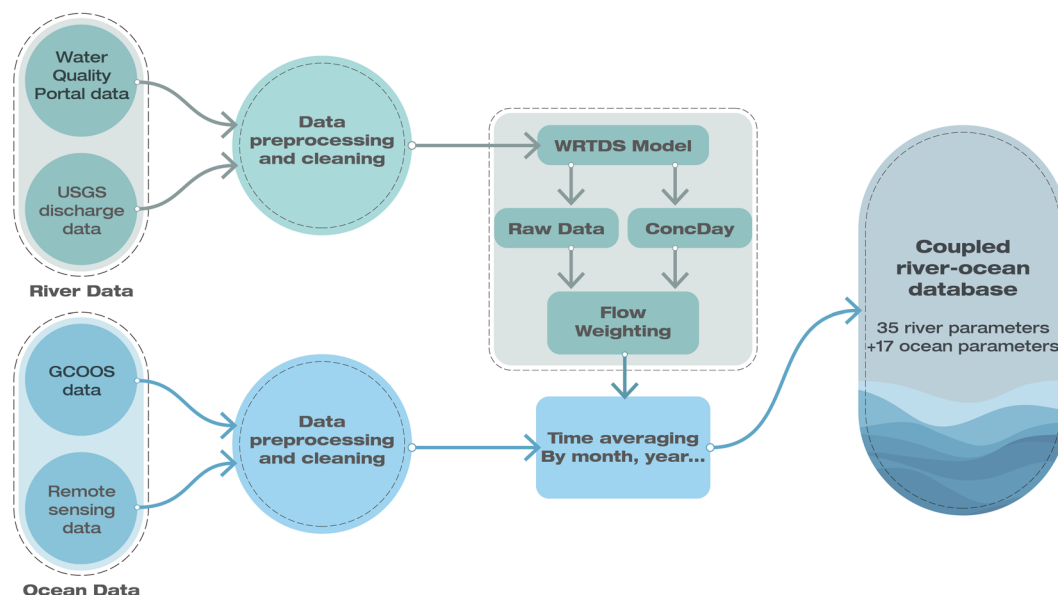 Water
Quality
Portal data
USGS
discharge
data
River Data
Data
preprocessing
and cleaning
WRTDS Model
Raw Data
ConcDay
Flow
Weighting
GCOOS
data
Remote
sensing
data
Ocean Data
Data
preprocessing
and cleaning
Time averaging
By month, year...
Coupled
river-ocean
database
35 river parameters
+17 ocean parameters